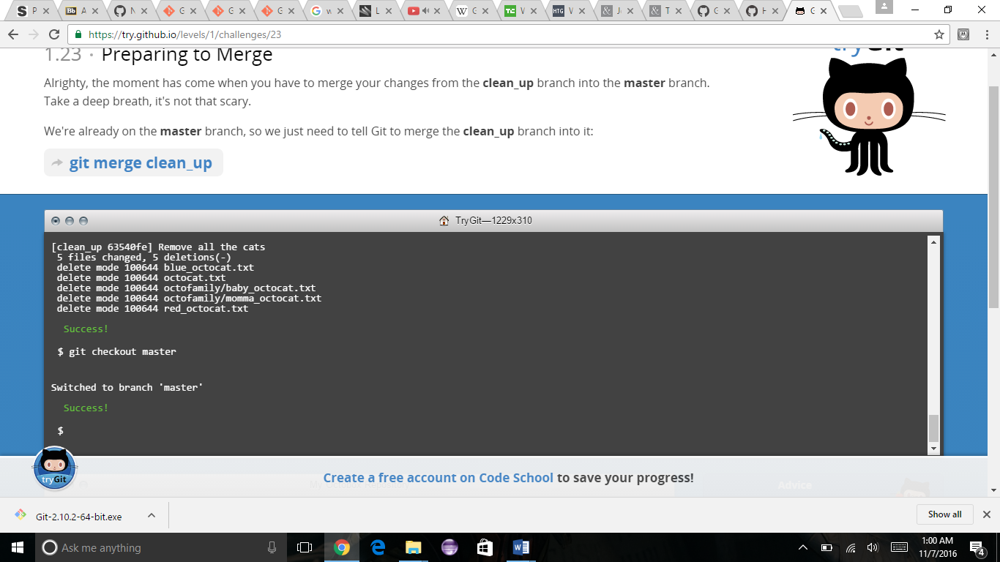 S P
Bb A
N
G
G
G
G w
L
W G
TC V
HTG V
& J
& T
C
H
G
https://try.github.io/levels/1/challenges/23
1.23 · Preparing to Merge
Alrighty, the moment has come when you have to merge your changes from the clean_up branch into the master branch.
Take a deep breath, it's not that scary.
We're already on the master branch, so we just need to tell Git to merge the clean_up branch into it:
git merge clean_up
TryGit—1229x310
[clean_up 63540fe] Remove all the cats
5 files changed, 5 deletions(-)
delete mode 100644 blue_octocat.txt
delete mode 100644 octocat.txt
delete mode 100644 octofamily/baby_octocat.txt
delete mode 100644 octofamily/momma_octocat.txt
delete mode 100644 red_octocat.txt
Success!
$ git checkout master
Switched to branch 'master'
Success!
$
tryGit
Create a free account on Code School to save your progress!
Advice
Git-2.10.2-64-bit.exe
Show all
Ask me anything
1:00 AM
11/7/2016
4